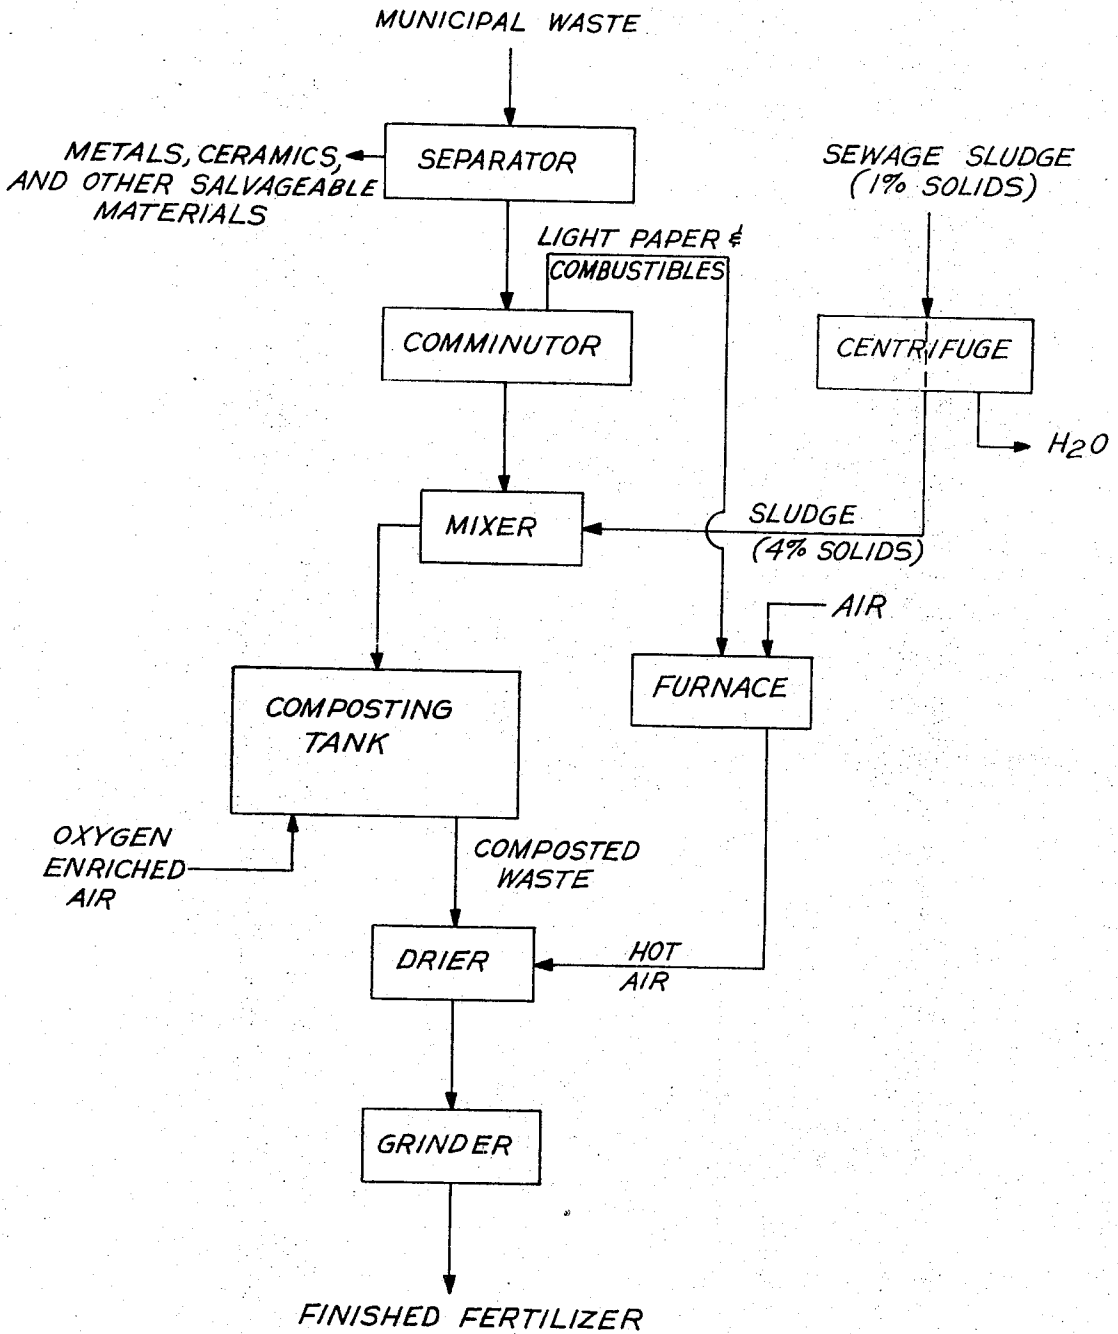 MUNICIPAL WASTE
SEPARATOR
METALS, CERAMICS,
AND OTHER SALVAGEABLE
MATERIALS
SEWAGE SLUDGE
(1% SOLIDS)
LIGHT PAPER &
COMBUSTIBLES
COMMINUTOR
CENTRIFUGE
H2O
MIXER
SLUDGE
(4% SOLIDS)
AIR
FURNACE
COMPOSTING
TANK
OXYGEN
ENRICHED
AIR
COMPOSTED
WASTE
DRIER
HOT
AIR
GRINDER
FINISHED FERTILIZER